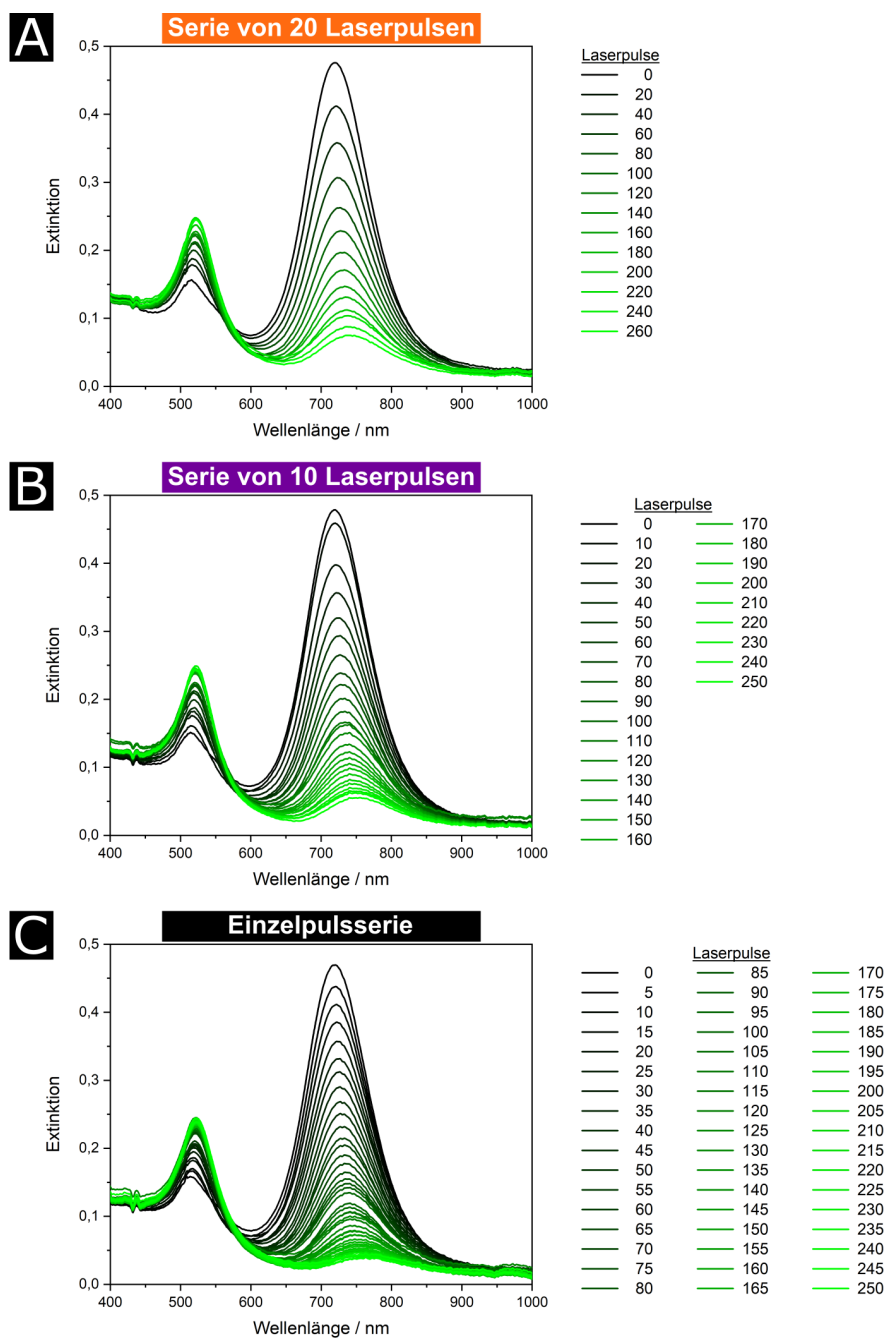 A
Serie von 20 Laserpulsen
0,5
0,4
0,3
0,2
0,1
0,0
Extinktion
400 500 600 700 800 900 1000
Wellenlänge / nm
Laserpulse
0
20
40
60
80
100
120
140
160
180
200
220
240
260
B
Serie von 10 Laserpulsen
0,5
0,4
0,3
0,2
0,1
0,0
Extinktion
400 500 600 700 800 900 1000
Wellenlänge / nm
Laserpulse
0 170
10 180
20 190
30 200
40 210
50 220
60 230
70 240
80 250
90
100
110
120
130
140
150
160
C
Einzelpulsserie
0,5
0,4
0,3
0,2
0,1
0,0
Extinktion
400 500 600 700 800 900 1000
Wellenlänge / nm
Laserpulse
0 85 170
5 90 175
10 95 180
15 100 185
20 105 190
25 110 195
30 115 200
35 120 205
40 125 210
45 130 215
50 135 220
55 140 225
60 145 230
65 150 235
70 155 240
75 160 245
80 165 250